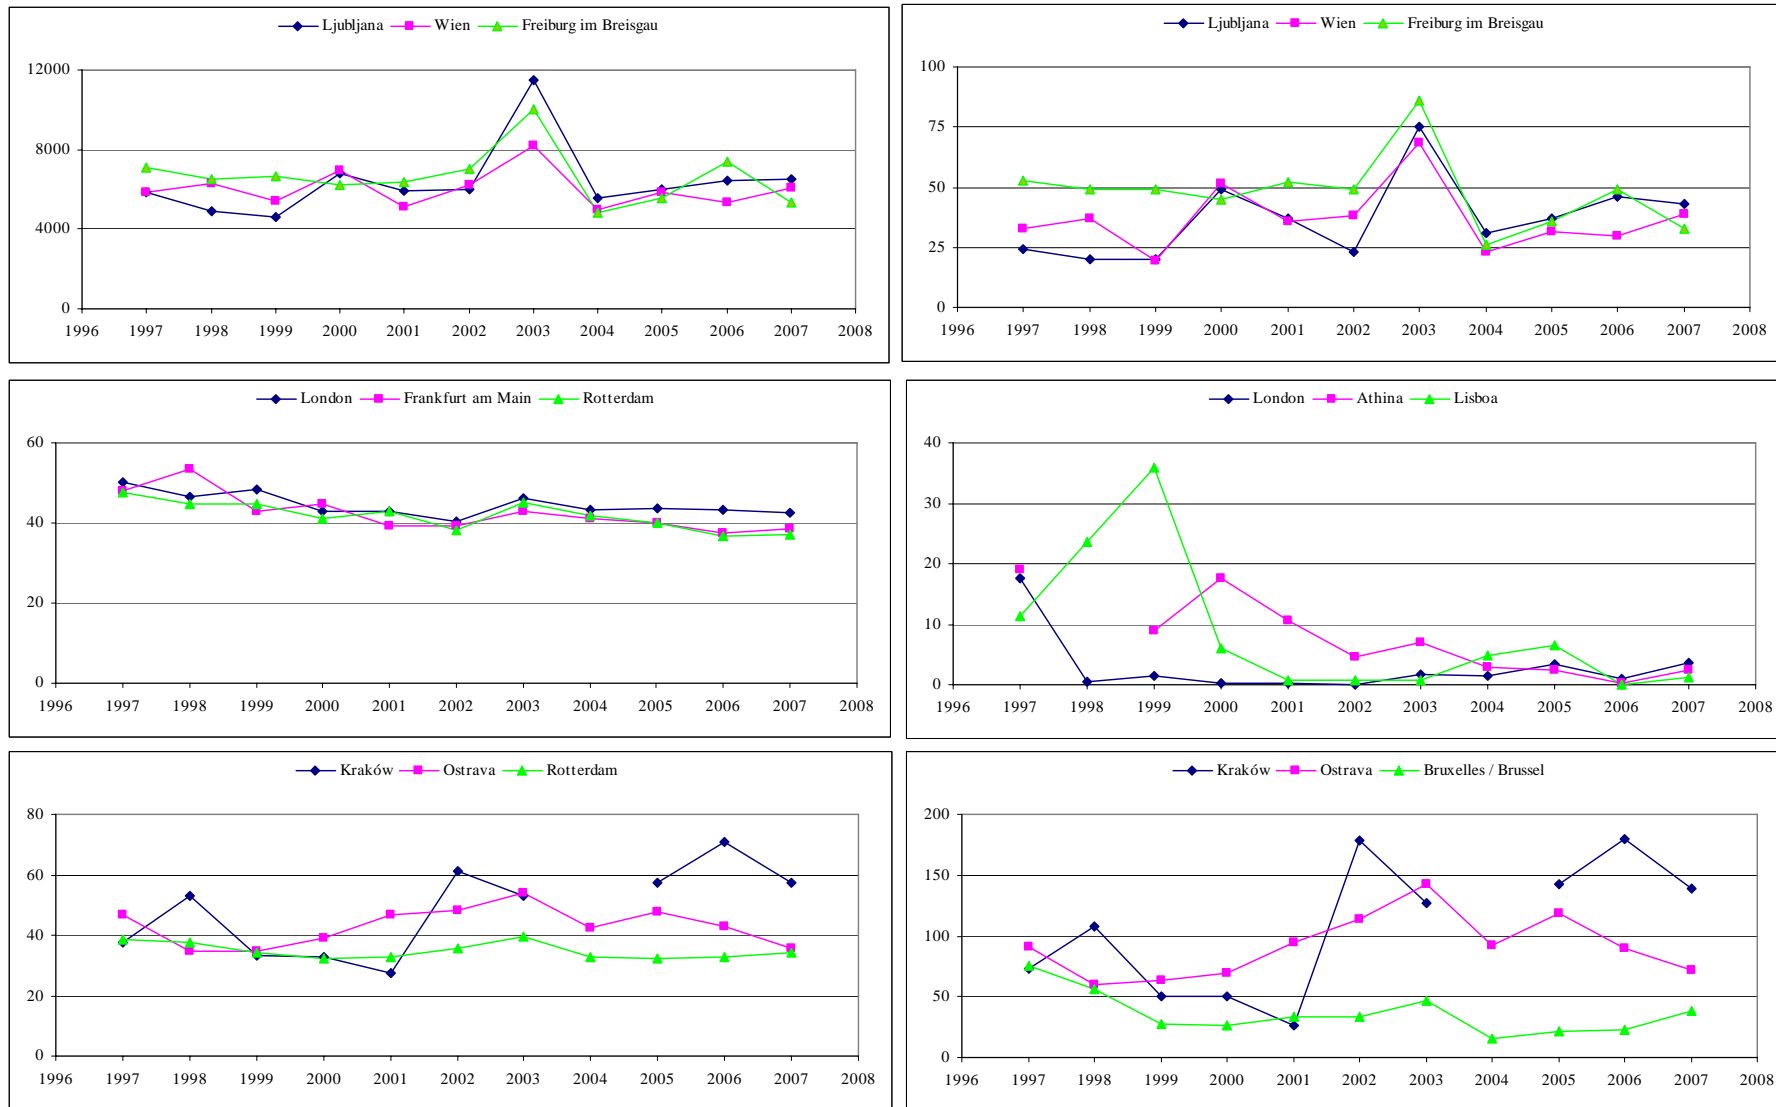 Ljubljana Wien Freiburg im Breisgau
12000
8000
4000
0
1996 1997 1998 1999 2000 2001 2002 2003 2004 2005 2006 2007 2008
Ljubljana Wien Freiburg im Breisgau
100
75
50
25
0
1996 1997 1998 1999 2000 2001 2002 2003 2004 2005 2006 2007 2008
London Frankfurt am Main Rotterdam
60
40
20
0
1996 1997 1998 1999 2000 2001 2002 2003 2004 2005 2006 2007 2008
London Athina Lisboa
40
30
20
10
0
1996 1997 1998 1999 2000 2001 2002 2003 2004 2005 2006 2007 2008
Kraków Ostrava Rotterdam
80
60
40
20
0
1996 1997 1998 1999 2000 2001 2002 2003 2004 2005 2006 2007 2008
Kraków Ostrava Bruxelles / Brussel
200
150
100
50
0
1996 1997 1998 1999 2000 2001 2002 2003 2004 2005 2006 2007 2008